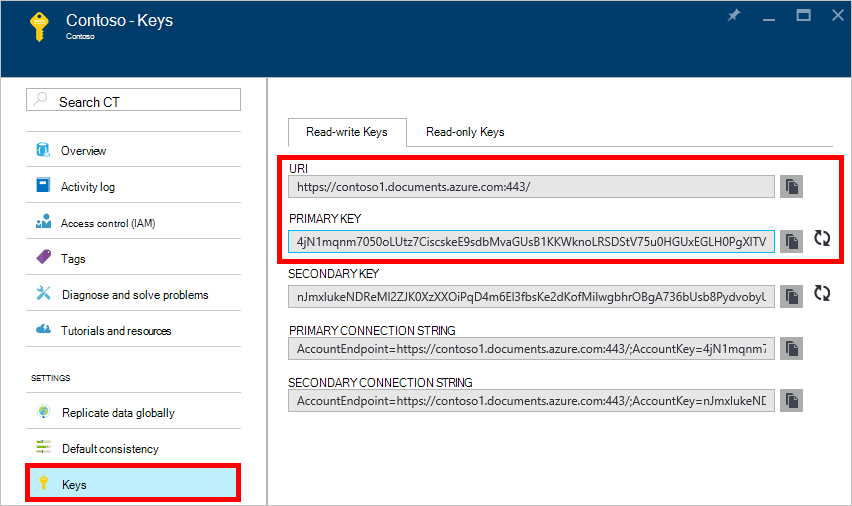 Contoso - Keys
Contoso
Search CT
Overview
Activity log
Access control (IAM)
Tags
Diagnose and solve problems
Tutorials and resources
SETTINGS
Replicate data globally
Default consistency
Keys
Read-write Keys
Read-only Keys
URI
https://contoso1.documents.azure.com:443/
PRIMARY KEY
4jN1mqnm7050oLUtz7CiscskeE9sdbMvaGUsB1KKWknoLRSDStV75u0HGUxEGLH0PgXlTV
SECONDARY KEY
nJmxlukeNDReMl2ZJK0XzXXOiPqD4m6El3fbsKe2dKofMilwgbhrOBgA736bUsb8Pydvobyl
PRIMARY CONNECTION STRING
AccountEndpoint=https://contoso1.documents.azure.com:443/;AccountKey=4jN1mqnm7
SECONDARY CONNECTION STRING
AccountEndpoint=https://contoso1.documents.azure.com:443/;AccountKey=nJmxlukeND